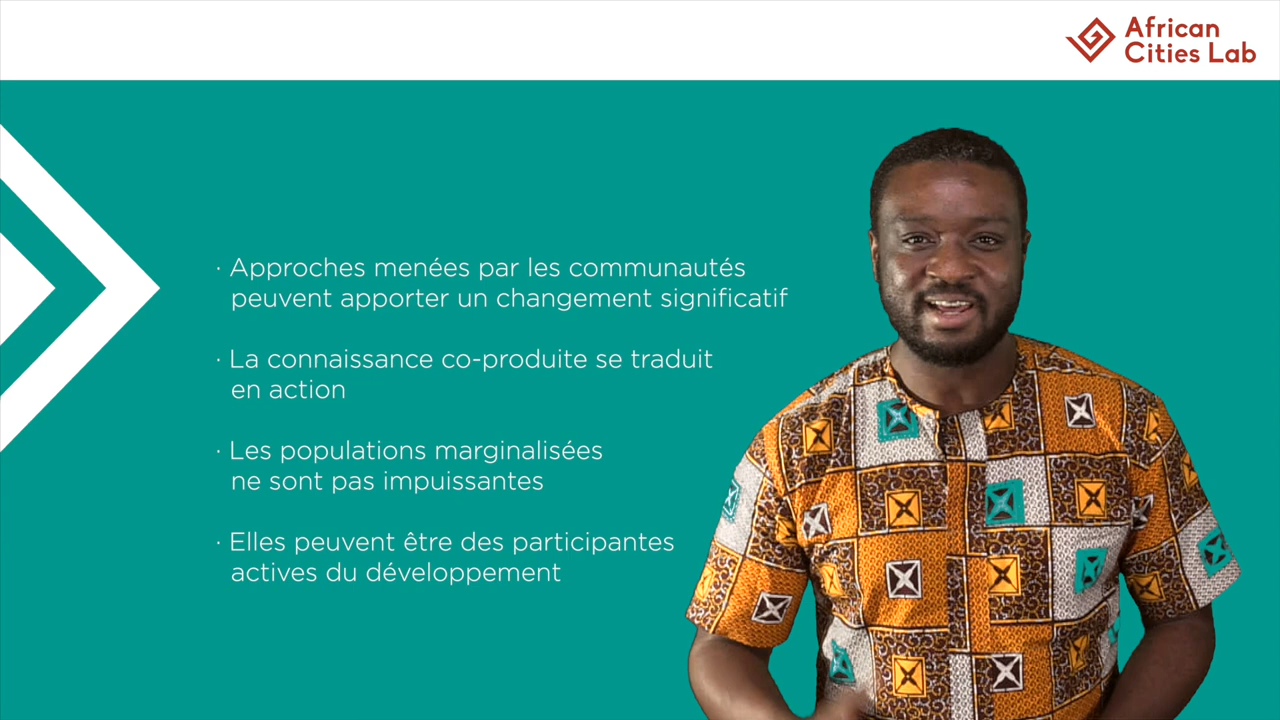 African
Cities Lab
· Approches menées par les communautés
peuvent apporter un changement significatif
· La connaissance co-produite se traduit
en action
· Les populations marginalisées
ne sont pas impuissantes
· Elles peuvent être des participantes
actives du développement